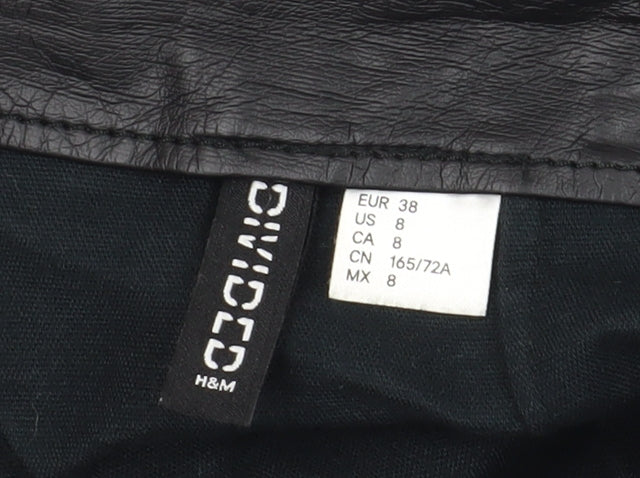 DIVIDED
H&M
EUR 38
US 8
CA 8
CN 165/72A
MX 8